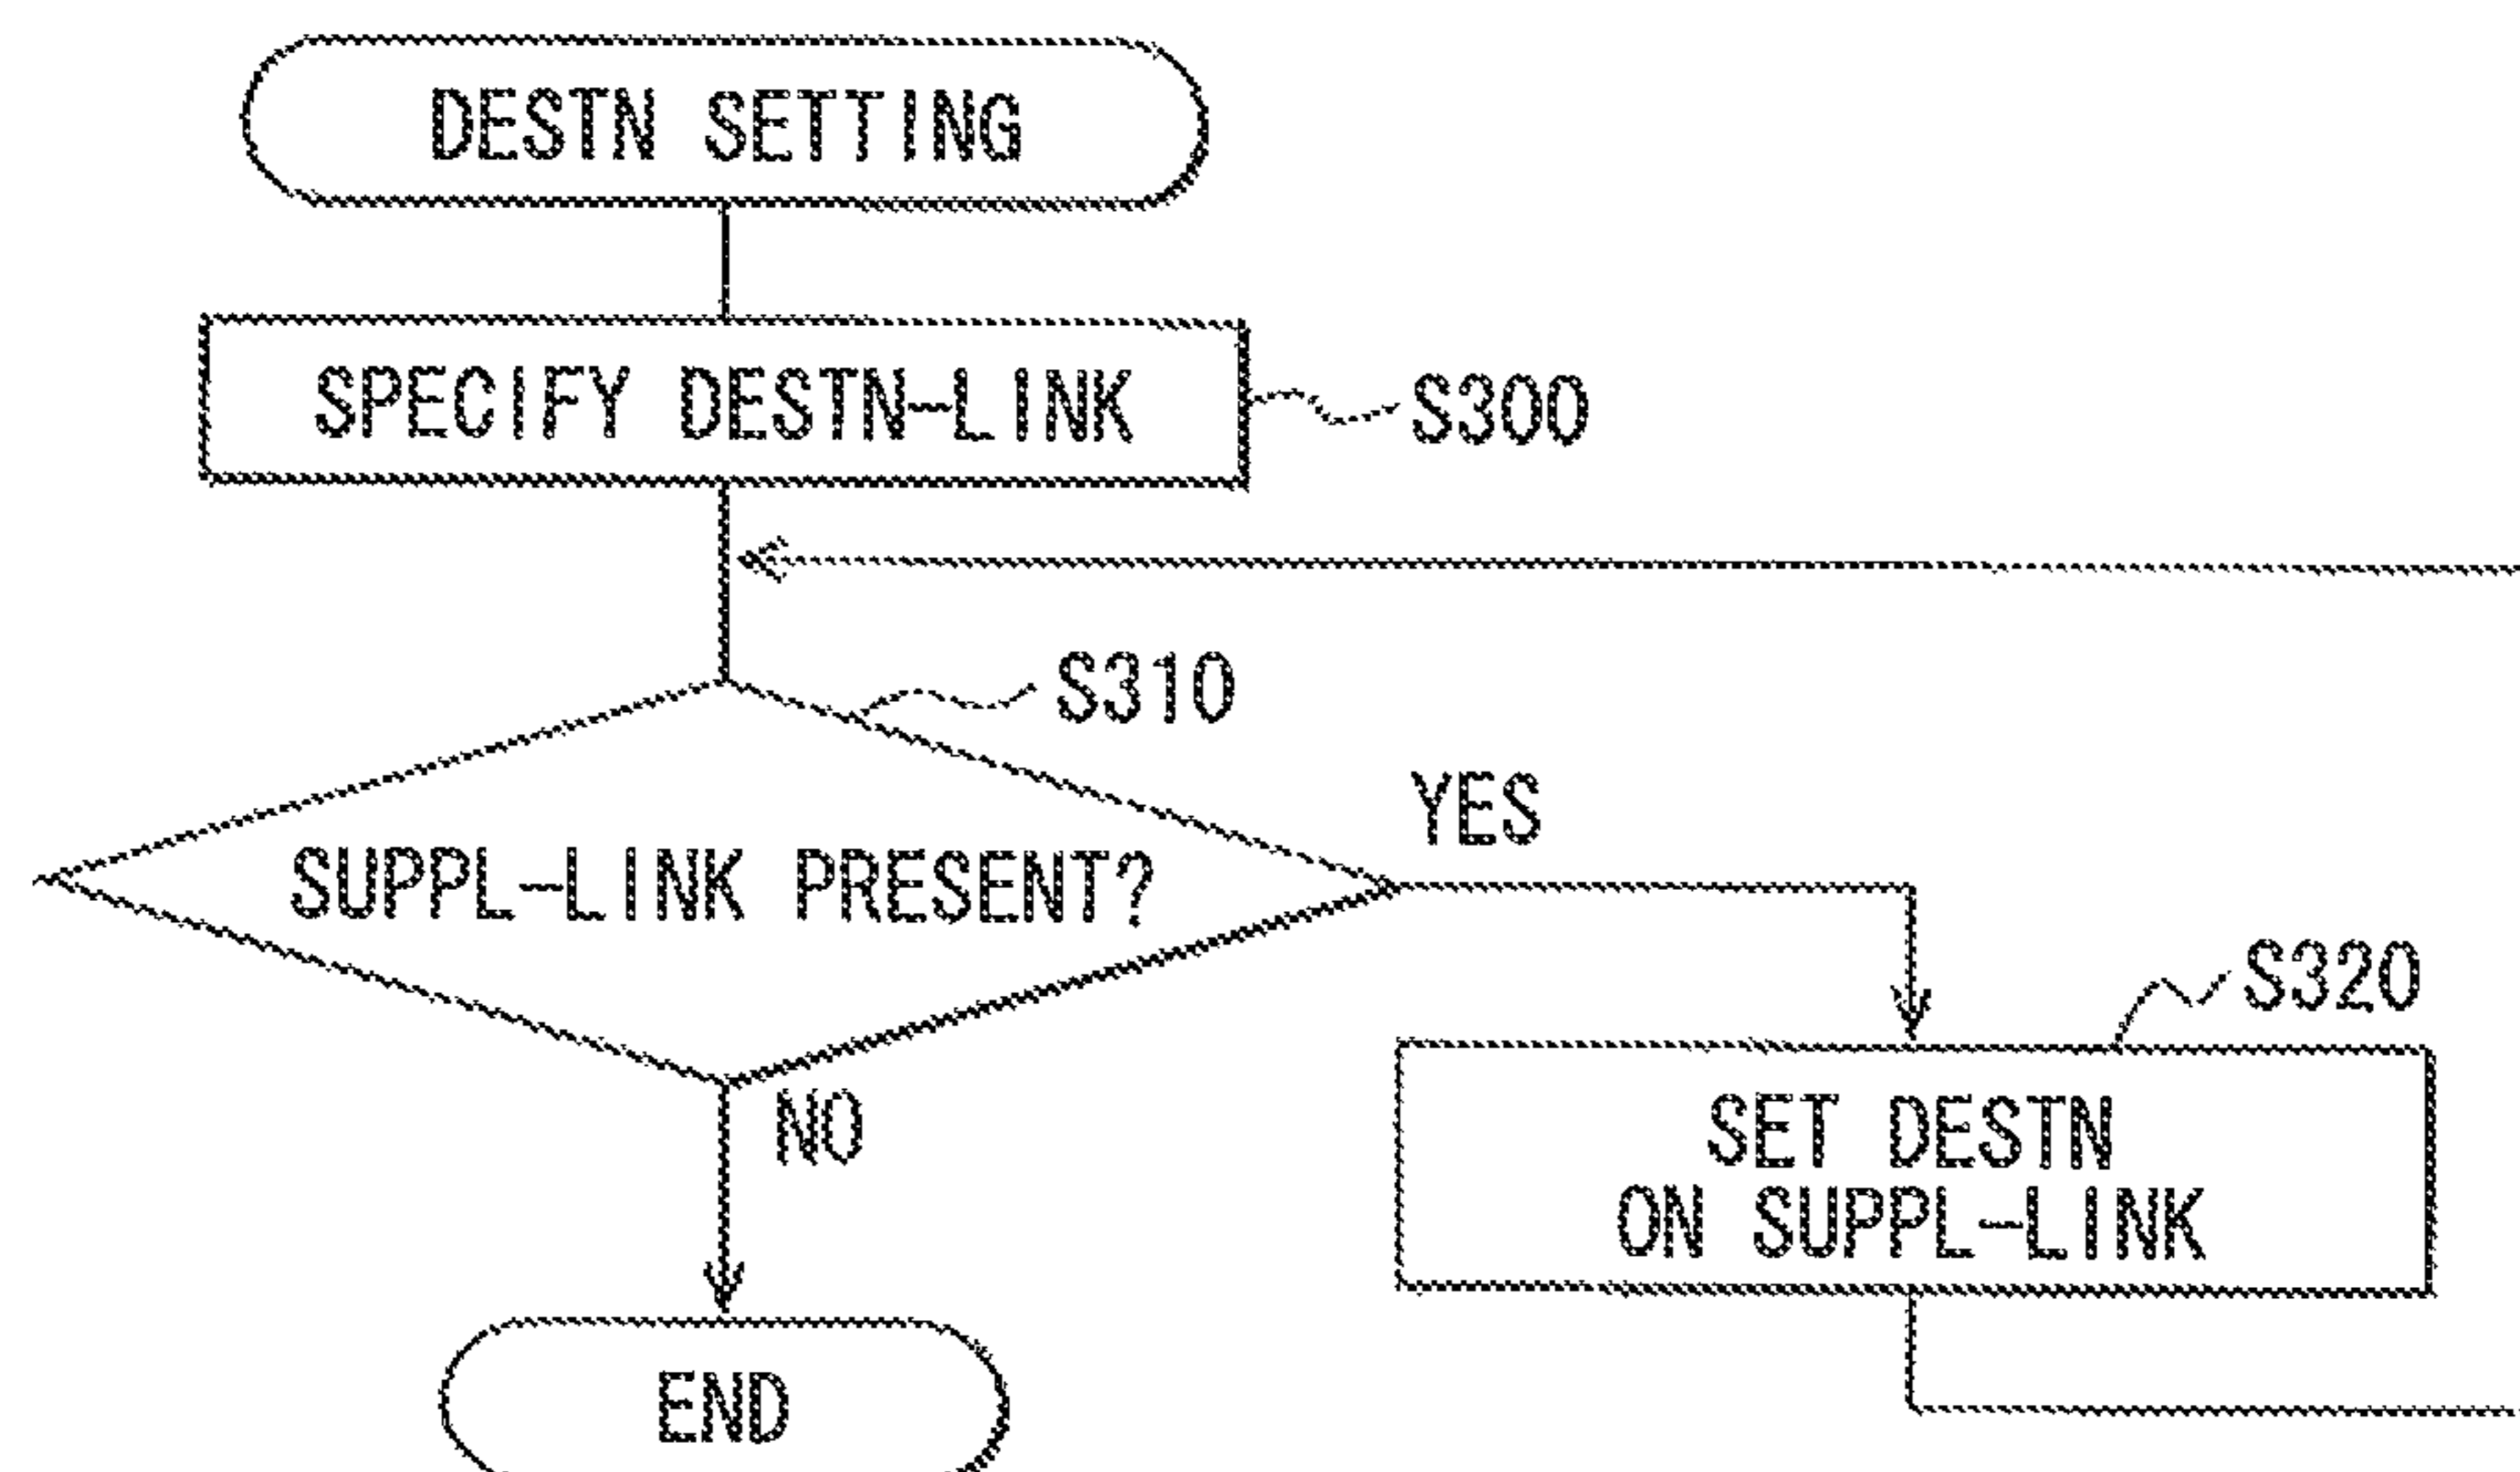 DESTN SETTING
SPECIFY DESTN-LINK
S300
S310
YES
SUPPL-LINK PRESENT?
S320
NO
SET DESTN
ON SUPPL-LINK
END